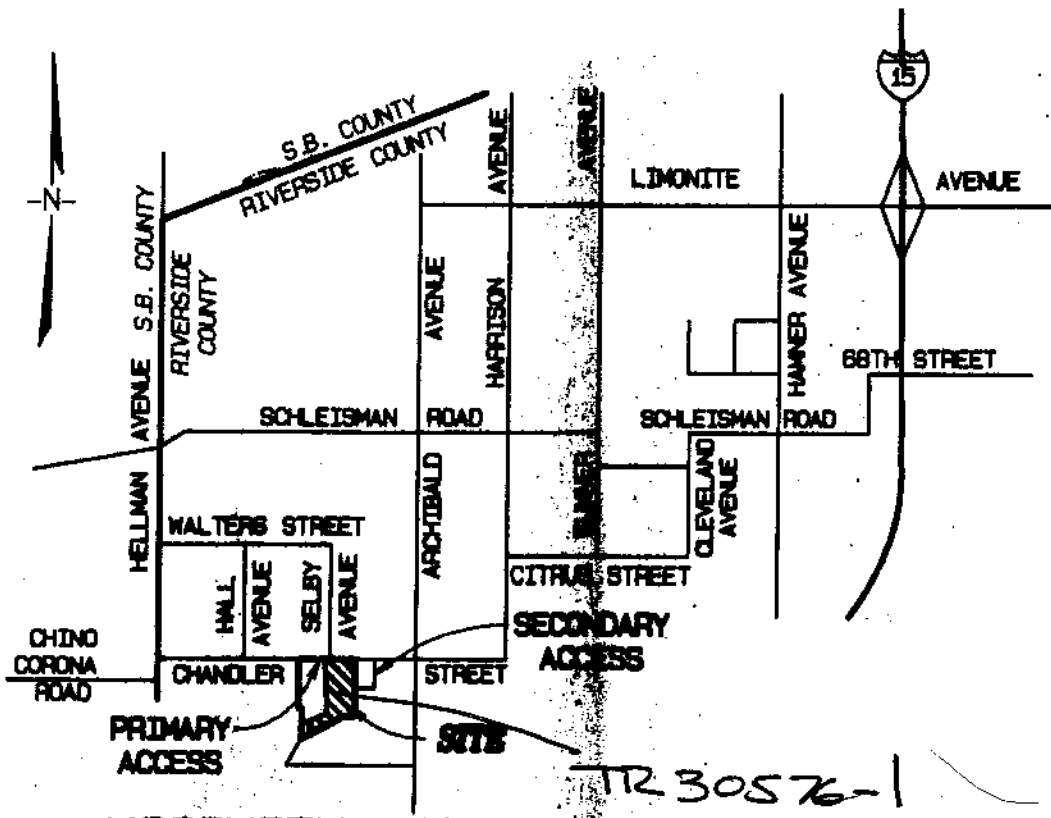 15
S.B. COUNTY
RIVERSIDE COUNTY
AVENUE
AVENUE
LIMONITE
AVENUE
-N-
HELLMAN AVENUE S.B. COUNTY
RIVERSIDE
COUNTY
AVENUE
HARRISON
HAMNER AVENUE
68TH STREET
SCHLEISMAN ROAD
SCHLEISMAN ROAD
ARCHIBALD
SUMNER
CLEVELAND
AVENUE
WALTERS STREET
HALL
AVENUE
SELBY
AVENUE
CITRUS STREET
SECONDARY
ACCESS
CHINO
CORONA
ROAD
CHANDLER STREET
PRIMARY
ACCESS
SITE
TR 30576-1